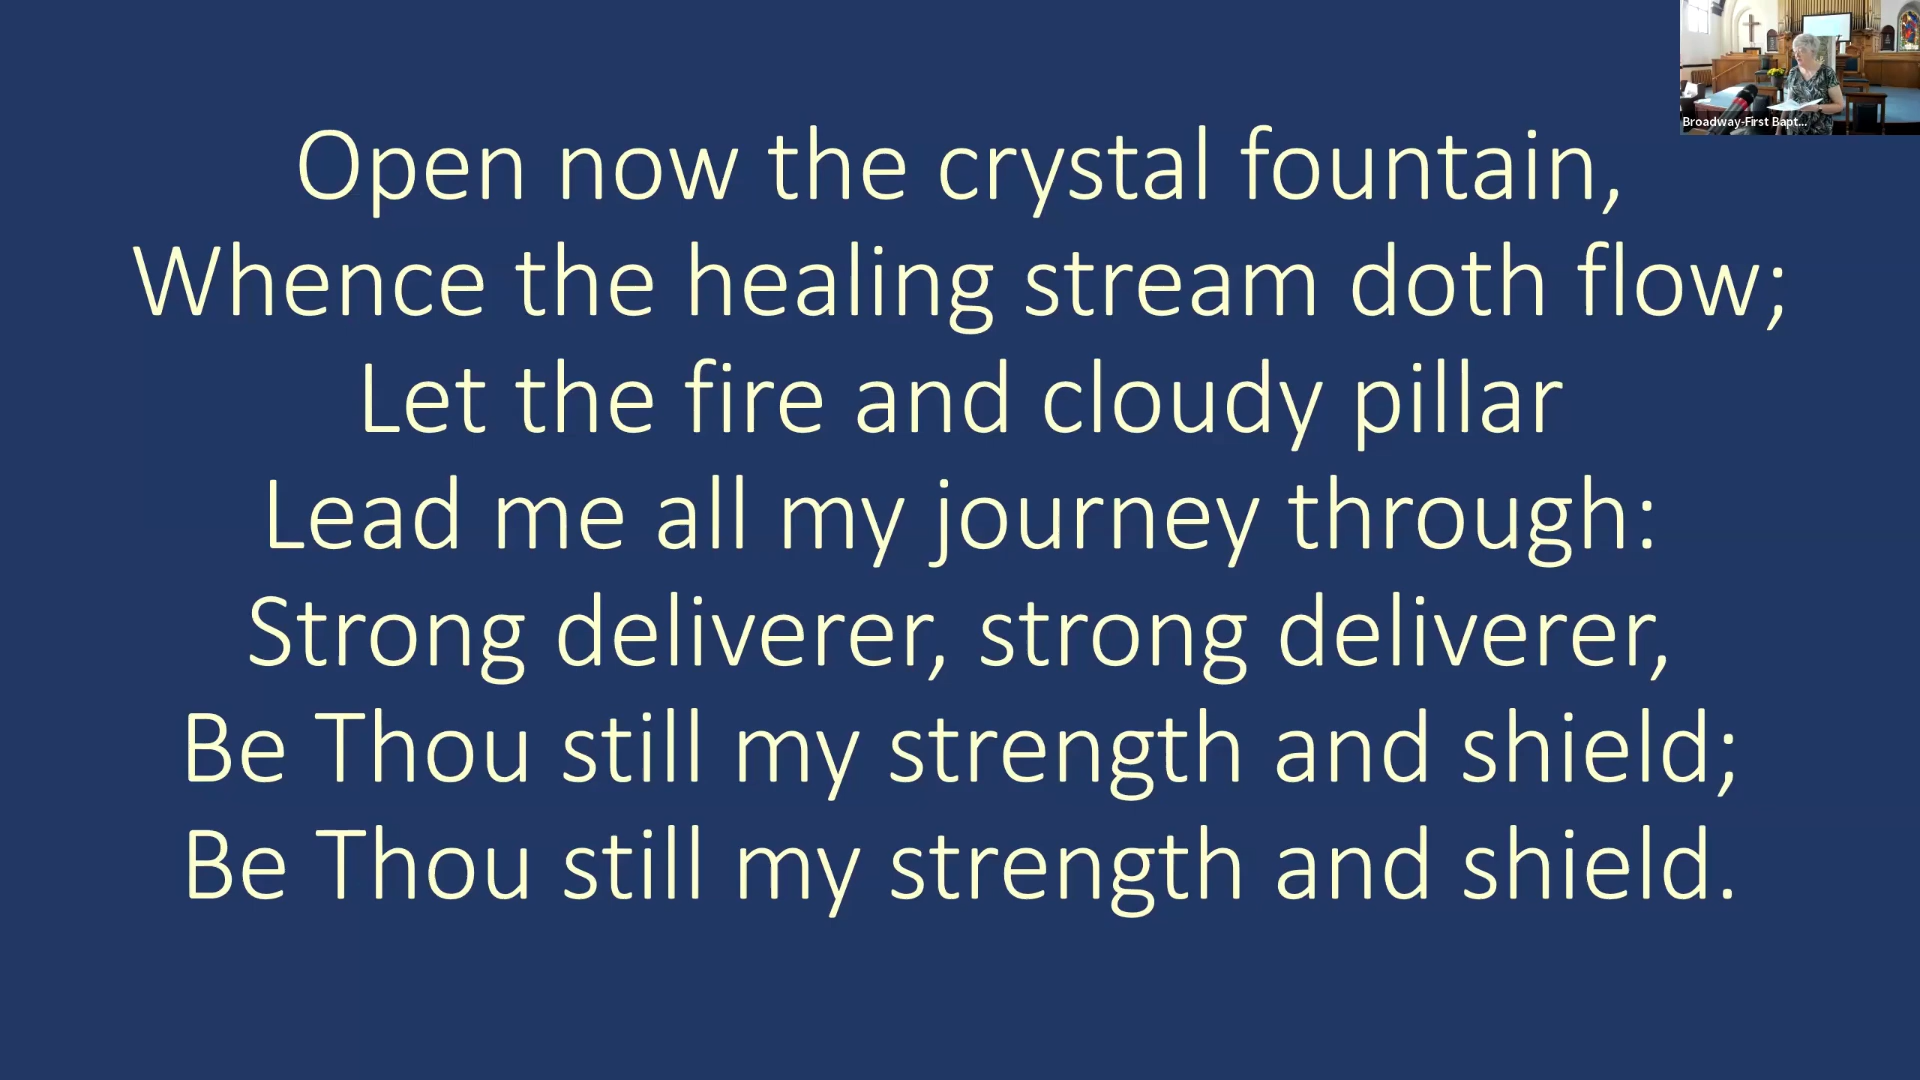 Open now the crystal fountain,
Whence the healing stream doth flow;
Let the fire and cloudy pillar
Lead me all my journey through:
Strong deliverer, strong deliverer,
Be Thou still my strength and shield;
Be Thou still my strength and shield.
Broadway-First Bapt...